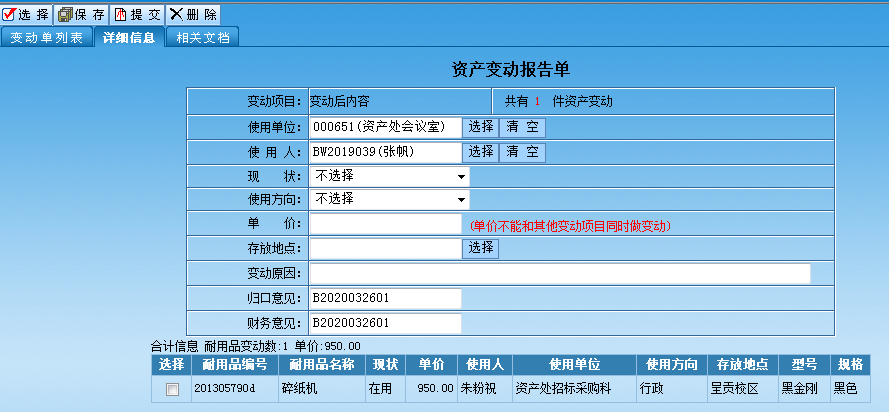 选 择 保 存 提 交 删 除
变动单列表 详细信息 相关文档
资产变动报告单
变动项目: 变动后内容 共有 1 件资产变动
使用单位: 000651(资产处会议室) 选择 清 空
使 用 人: BW2019039(张帆) 选择 清 空
现 状: 不选择
使用方向: 不选择
单 价: (单价不能和其他变动项目同时做变动)
存放地点: 选择
变动原因:
归口意见: B2020032601
财务意见: B2020032601
合计信息 耐用品变动数:1 单价:950.00
选择 耐用品编号 耐用品名称 现状 单价 使用人 使用单位 使用方向 存放地点 型号 规格
201305790d 碎纸机 在用 950.00 朱粉祝 资产处招标采购科 行政 呈贡校区 黑金刚 黑色